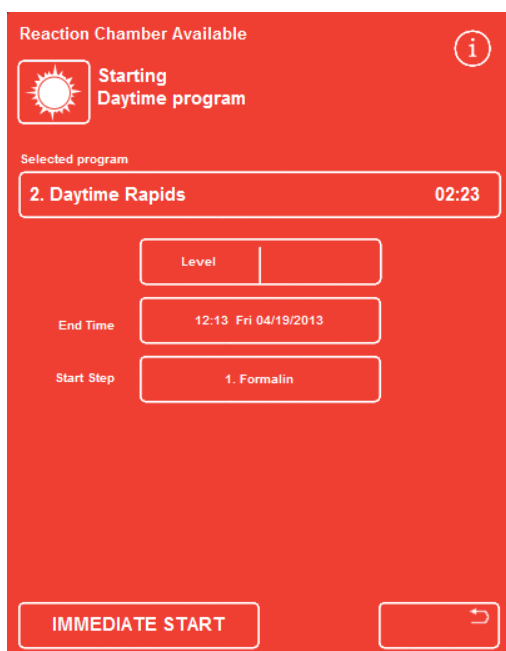 Reaction Chamber Available
i
Starting
Daytime program
Selected program
2. Daytime Rapids 02:23
Level
End Time 12:13 Fri 04/19/2013
Start Step 1. Formalin
IMMEDIATE START